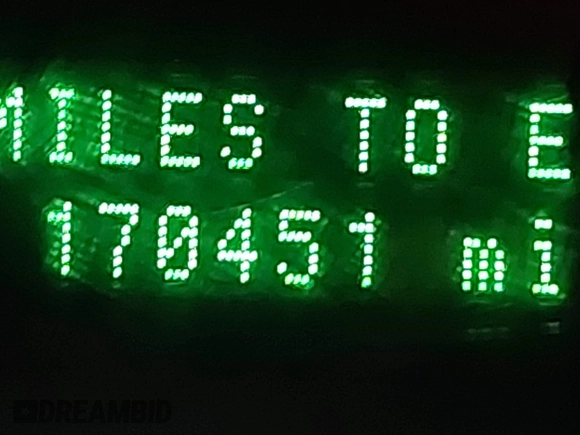 MILES TO E
170451 mi
DREAMBID